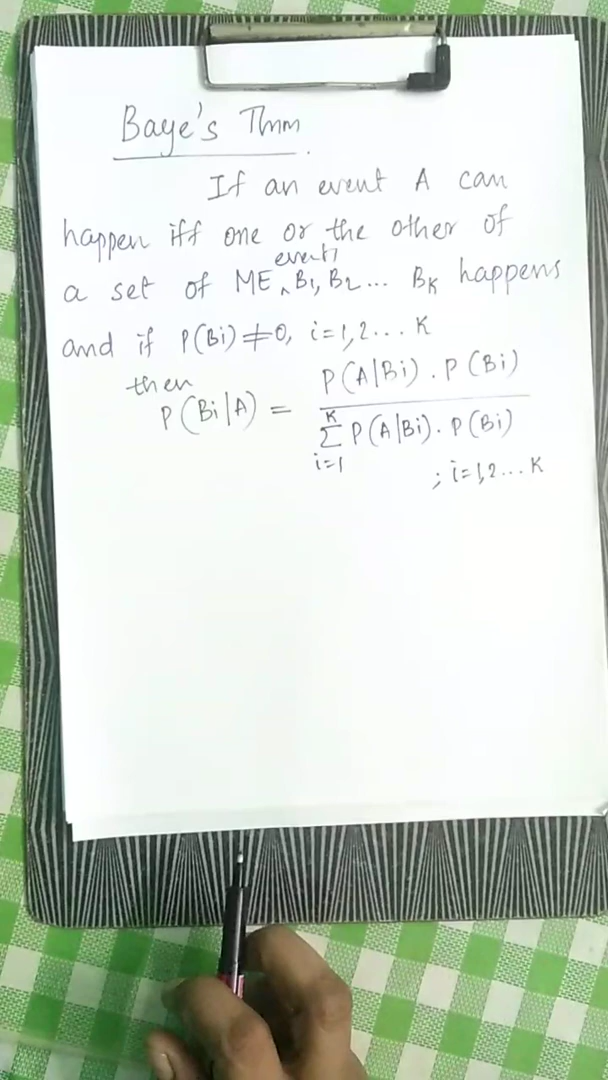 Baye's Thm
If an event A can
happen iff one or the other of
a set of ME events B1, B2... BK happens
and if P(Bi) ≠ 0, i=1,2...K
then
P(Bi|A) = P(A|Bi) . P(Bi)
K
Σ P(A|Bi) . P(Bi)
i=1
; i=1,2...K